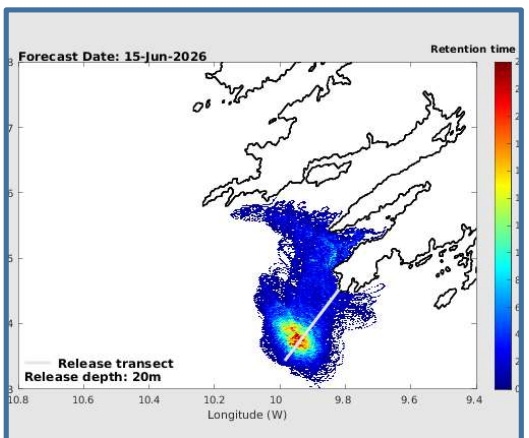 Forecast Date: 15-Jun-2026
Retention time
Release transect
Release depth: 20m
10.8 10.6 10.4 10.2 10 9.8 9.6 9.4
Longitude (W)